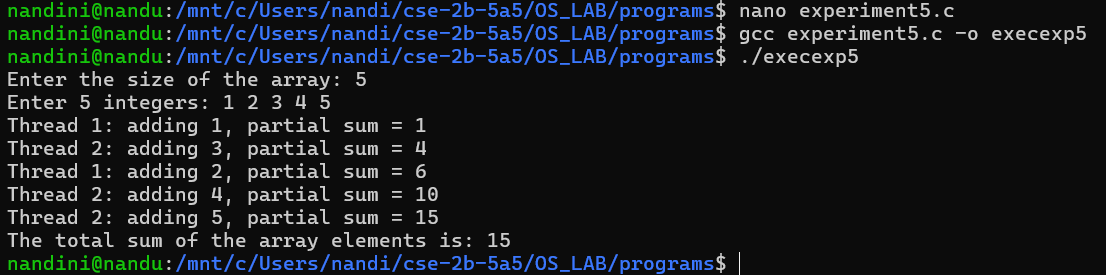 nandini@nandu:/mnt/c/Users/nandi/cse-2b-5a5/OS_LAB/programs$ nano experiment5.c
nandini@nandu:/mnt/c/Users/nandi/cse-2b-5a5/OS_LAB/programs$ gcc experiment5.c -o execexp5
nandini@nandu:/mnt/c/Users/nandi/cse-2b-5a5/OS_LAB/programs$ ./execexp5
Enter the size of the array: 5
Enter 5 integers: 1 2 3 4 5
Thread 1: adding 1, partial sum = 1
Thread 2: adding 3, partial sum = 4
Thread 1: adding 2, partial sum = 6
Thread 2: adding 4, partial sum = 10
Thread 2: adding 5, partial sum = 15
The total sum of the array elements is: 15
nandini@nandu:/mnt/c/Users/nandi/cse-2b-5a5/OS_LAB/programs$